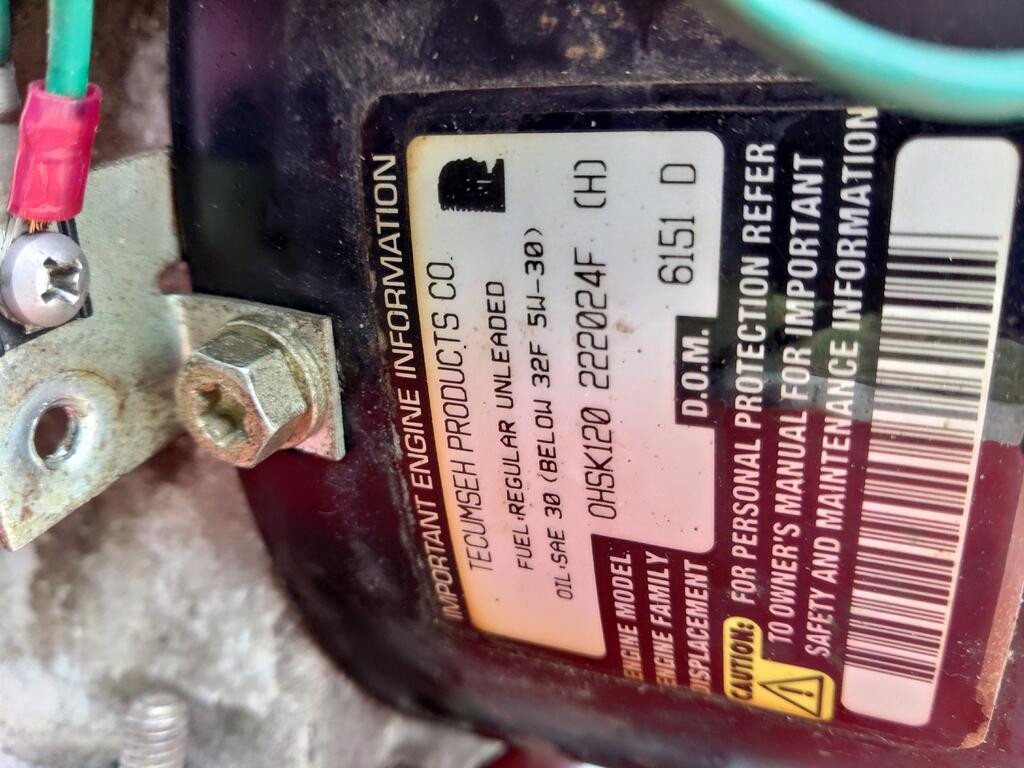 IMPORTANT ENGINE INFORMATION
TECUMSEH PRODUCTS CO.
FUEL:REGULAR UNLEADED
OIL:SAE 30 (BELOW 32F 5W-30)
ENGINE MODEL OHSK120 222024F (H)
ENGINE FAMILY
DISPLACEMENT D.O.M. 6151 D
CAUTION: FOR PERSONAL PROTECTION REFER
TO OWNER'S MANUAL FOR IMPORTANT
SAFETY AND MAINTENANCE INFORMATION